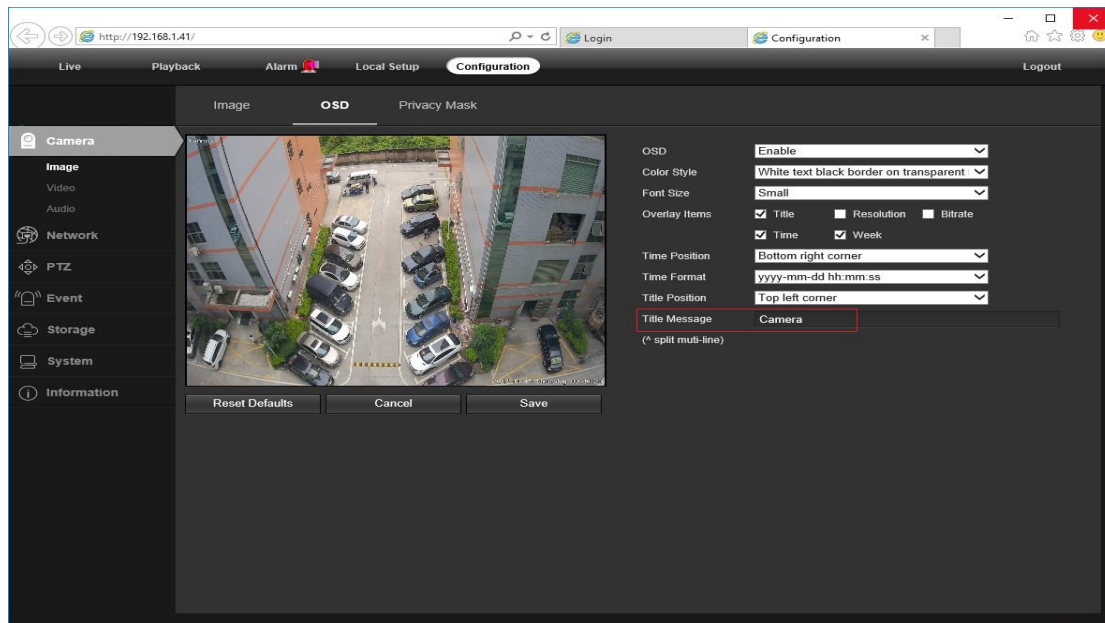 http://192.168.1.41/ Login Configuration
Live Playback Alarm Local Setup Configuration Logout
Image OSD Privacy Mask
Camera
Image
Video
Audio
Network
PTZ
Event
Storage
System
Information
Camera
OSD Enable
Color Style White text black border on transparent
Font Size Small
Overlay Items Title Resolution Bitrate
Time Week
Time Position Bottom right corner
Time Format yyyy-mm-dd hh:mm:ss
Title Position Top left corner
Title Message Camera
(^ split muti-line)
Reset Defaults Cancel Save